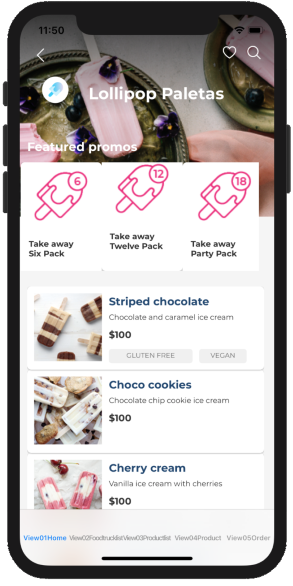 11:50
Lollipop Paletas
Featured promos
6
12
18
Take away
Six Pack
Take away
Twelve Pack
Take away
Party Pack
Striped chocolate
Chocolate and caramel ice cream
$100
GLUTEN FREE VEGAN
Choco cookies
Chocolate chip cookie ice cream
$100
Cherry cream
Vanilla ice cream with cherries
$100
View01Home View02Foodtrucklist View03Productlist View04Product View05Order